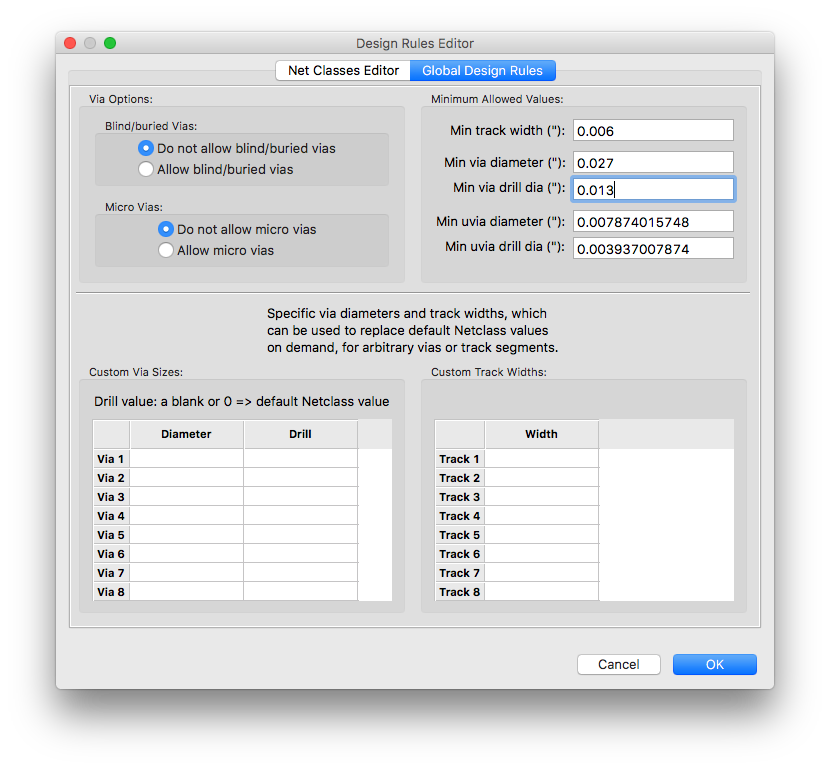 Design Rules Editor
Net Classes Editor
Global Design Rules
Via Options:
Blind/buried Vias:
Do not allow blind/buried vias
Allow blind/buried vias
Micro Vias:
Do not allow micro vias
Allow micro vias
Minimum Allowed Values:
Min track width ("): 0.006
Min via diameter ("): 0.027
Min via drill dia ("): 0.013
Min uvia diameter ("): 0.007874015748
Min uvia drill dia ("): 0.003937007874
Specific via diameters and track widths, which
can be used to replace default Netclass values
on demand, for arbitrary vias or track segments.
Custom Via Sizes:
Drill value: a blank or 0 => default Netclass value
Diameter Drill
Via 1
Via 2
Via 3
Via 4
Via 5
Via 6
Via 7
Via 8
Custom Track Widths:
Width
Track 1
Track 2
Track 3
Track 4
Track 5
Track 6
Track 7
Track 8
Cancel
OK